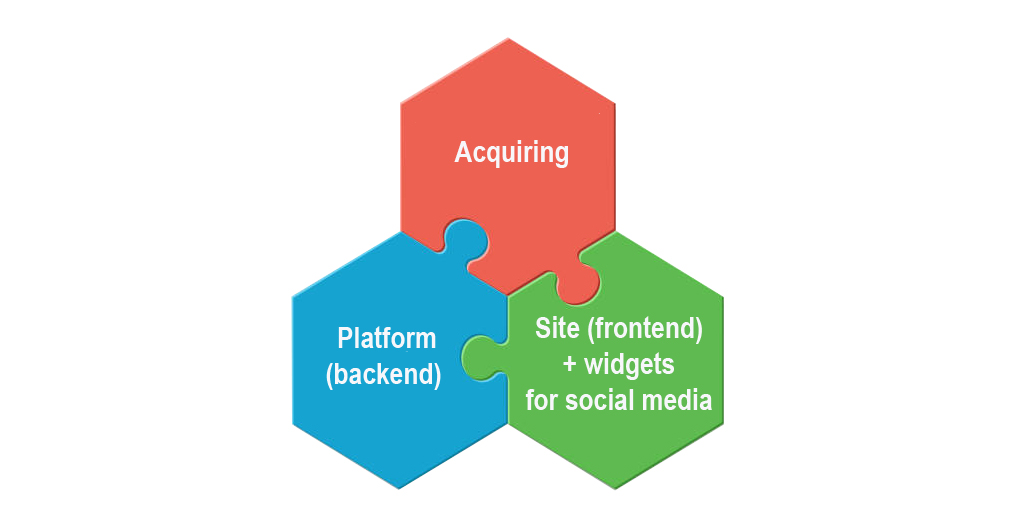 Acquiring
Platform
(backend)
Site (frontend)
+ widgets
for social media